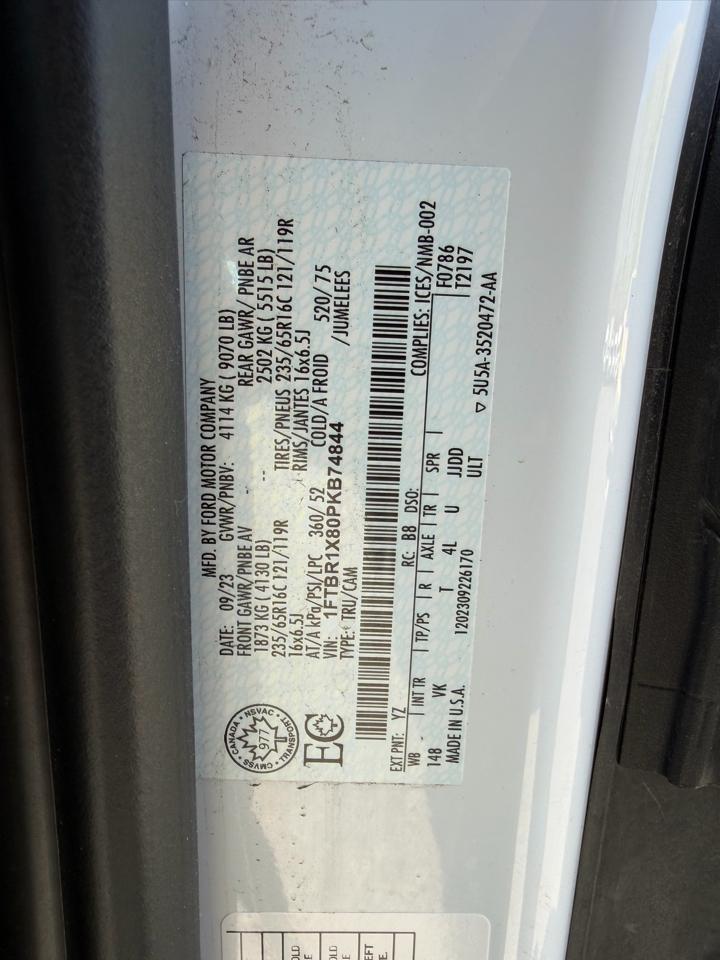 MFD. BY FORD MOTOR COMPANY
DATE: 09/23 GVWR/PNBV: 4114 KG ( 9070 LB)
FRONT GAWR/PNBE AV REAR GAWR/ PNBE AR
1873 KG ( 4130 LB) 2502 KG ( 5515 LB)
235/65R16C 121/119R TIRES/PNEUS 235/65R16C 121/119R
16x6.5J RIMS/JANTES 16x6.5J
AT/A kPa/PSI/LPC 360/ 52 COLD/A FROID 520/ 75
VIN: 1FTBR1X80PKB74844 /JUMELEES
TYPE: TRU/CAM
CANADA · NSVAC · TRANSPORT · CMVSS
977
EC
EXT PNT: YZ RC: B8 DSO: COMPLIES: ICES/NMB-002
WB - INT TR TP/PS R AXLE TR SPR F0786
148 VK T 4L U JJDD T2197
MADE IN U.S.A. 1202309226170 ULT
▽ 5U5A-3520472-AA
OLD
E
OLD
E
EFT
E.